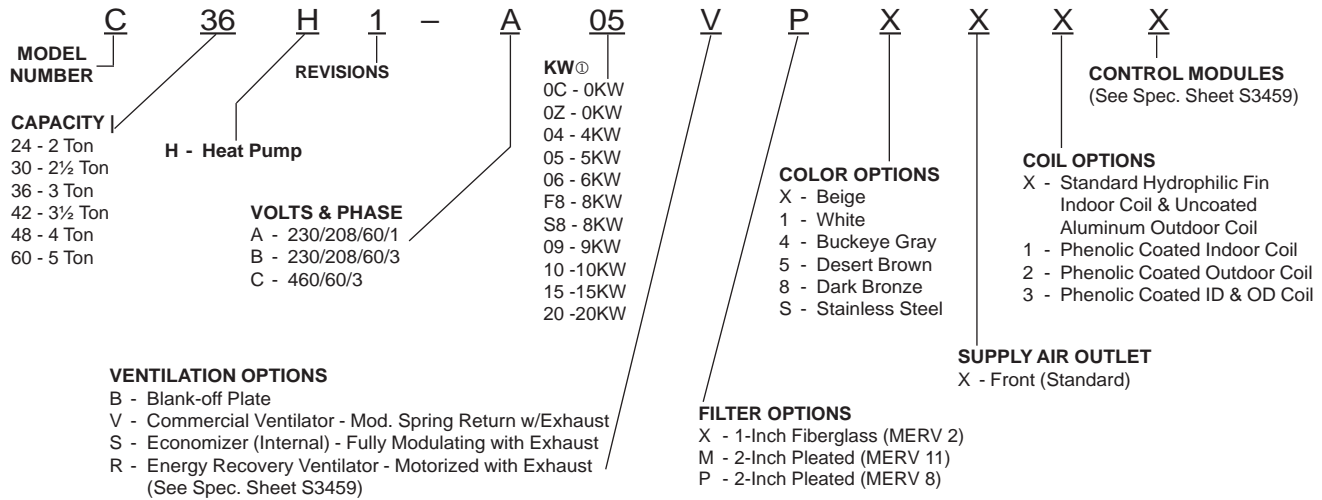 C 36 H 1 – A 05 V P X X X X
MODEL
NUMBER
CAPACITY
24 - 2 Ton
30 - 2½ Ton
36 - 3 Ton
42 - 3½ Ton
48 - 4 Ton
60 - 5 Ton
H - Heat Pump
REVISIONS
VOLTS & PHASE
A - 230/208/60/1
B - 230/208/60/3
C - 460/60/3
KW①
0C - 0KW
0Z - 0KW
04 - 4KW
05 - 5KW
06 - 6KW
F8 - 8KW
S8 - 8KW
09 - 9KW
10 -10KW
15 -15KW
20 -20KW
VENTILATION OPTIONS
B - Blank-off Plate
V - Commercial Ventilator - Mod. Spring Return w/Exhaust
S - Economizer (Internal) - Fully Modulating with Exhaust
R - Energy Recovery Ventilator - Motorized with Exhaust
(See Spec. Sheet S3459)
FILTER OPTIONS
X - 1-Inch Fiberglass (MERV 2)
M - 2-Inch Pleated (MERV 11)
P - 2-Inch Pleated (MERV 8)
COLOR OPTIONS
X - Beige
1 - White
4 - Buckeye Gray
5 - Desert Brown
8 - Dark Bronze
S - Stainless Steel
SUPPLY AIR OUTLET
X - Front (Standard)
COIL OPTIONS
X - Standard Hydrophilic Fin
Indoor Coil & Uncoated
Aluminum Outdoor Coil
1 - Phenolic Coated Indoor Coil
2 - Phenolic Coated Outdoor Coil
3 - Phenolic Coated ID & OD Coil
CONTROL MODULES
(See Spec. Sheet S3459)